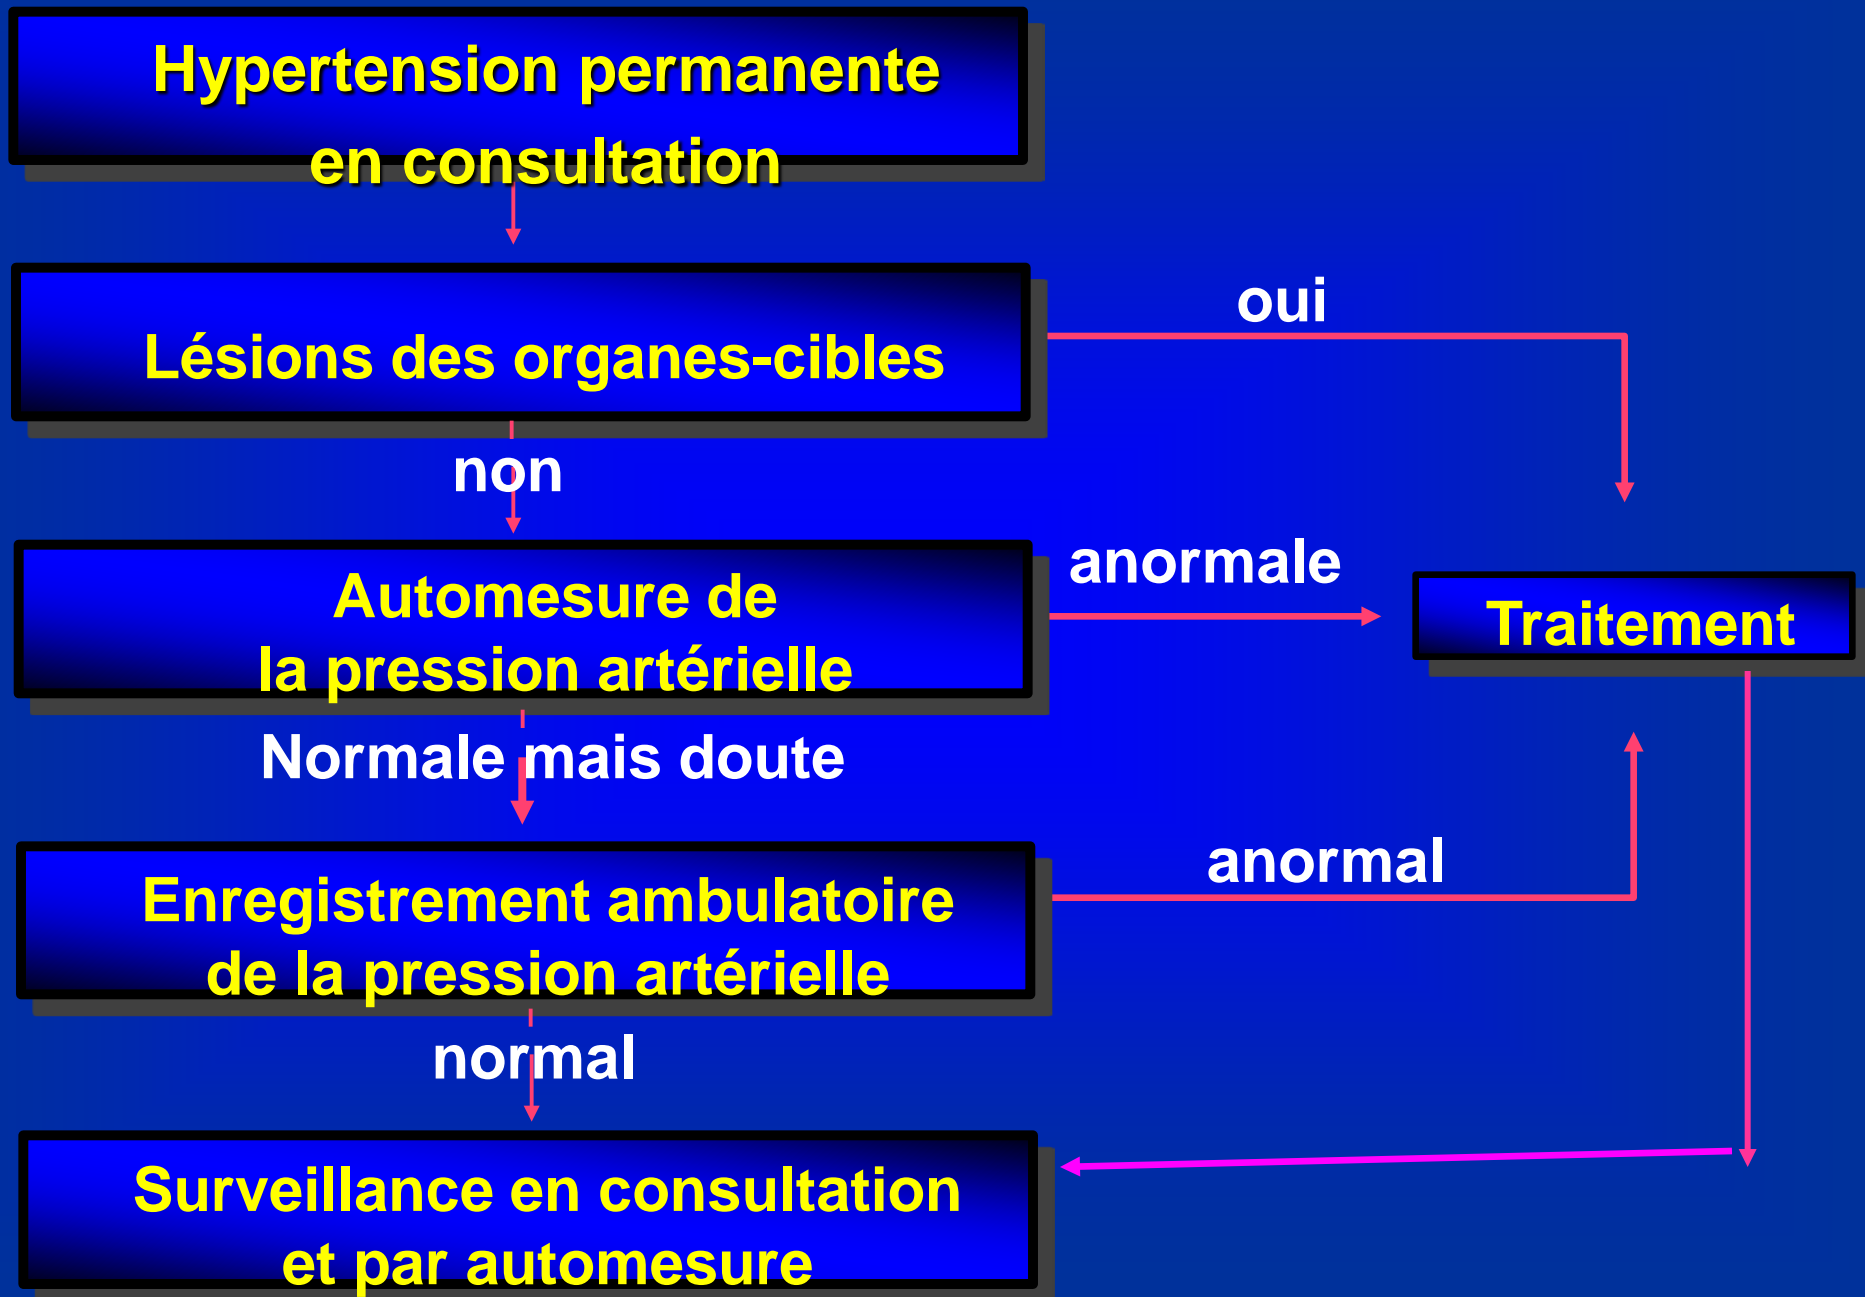 Hypertension permanente
en consultation
oui
Lésions des organes-cibles
non
anormale
Automesure de
la pression artérielle
Traitement
Normale mais doute
anormal
Enregistrement ambulatoire
de la pression artérielle
normal
Surveillance en consultation
et par automesure